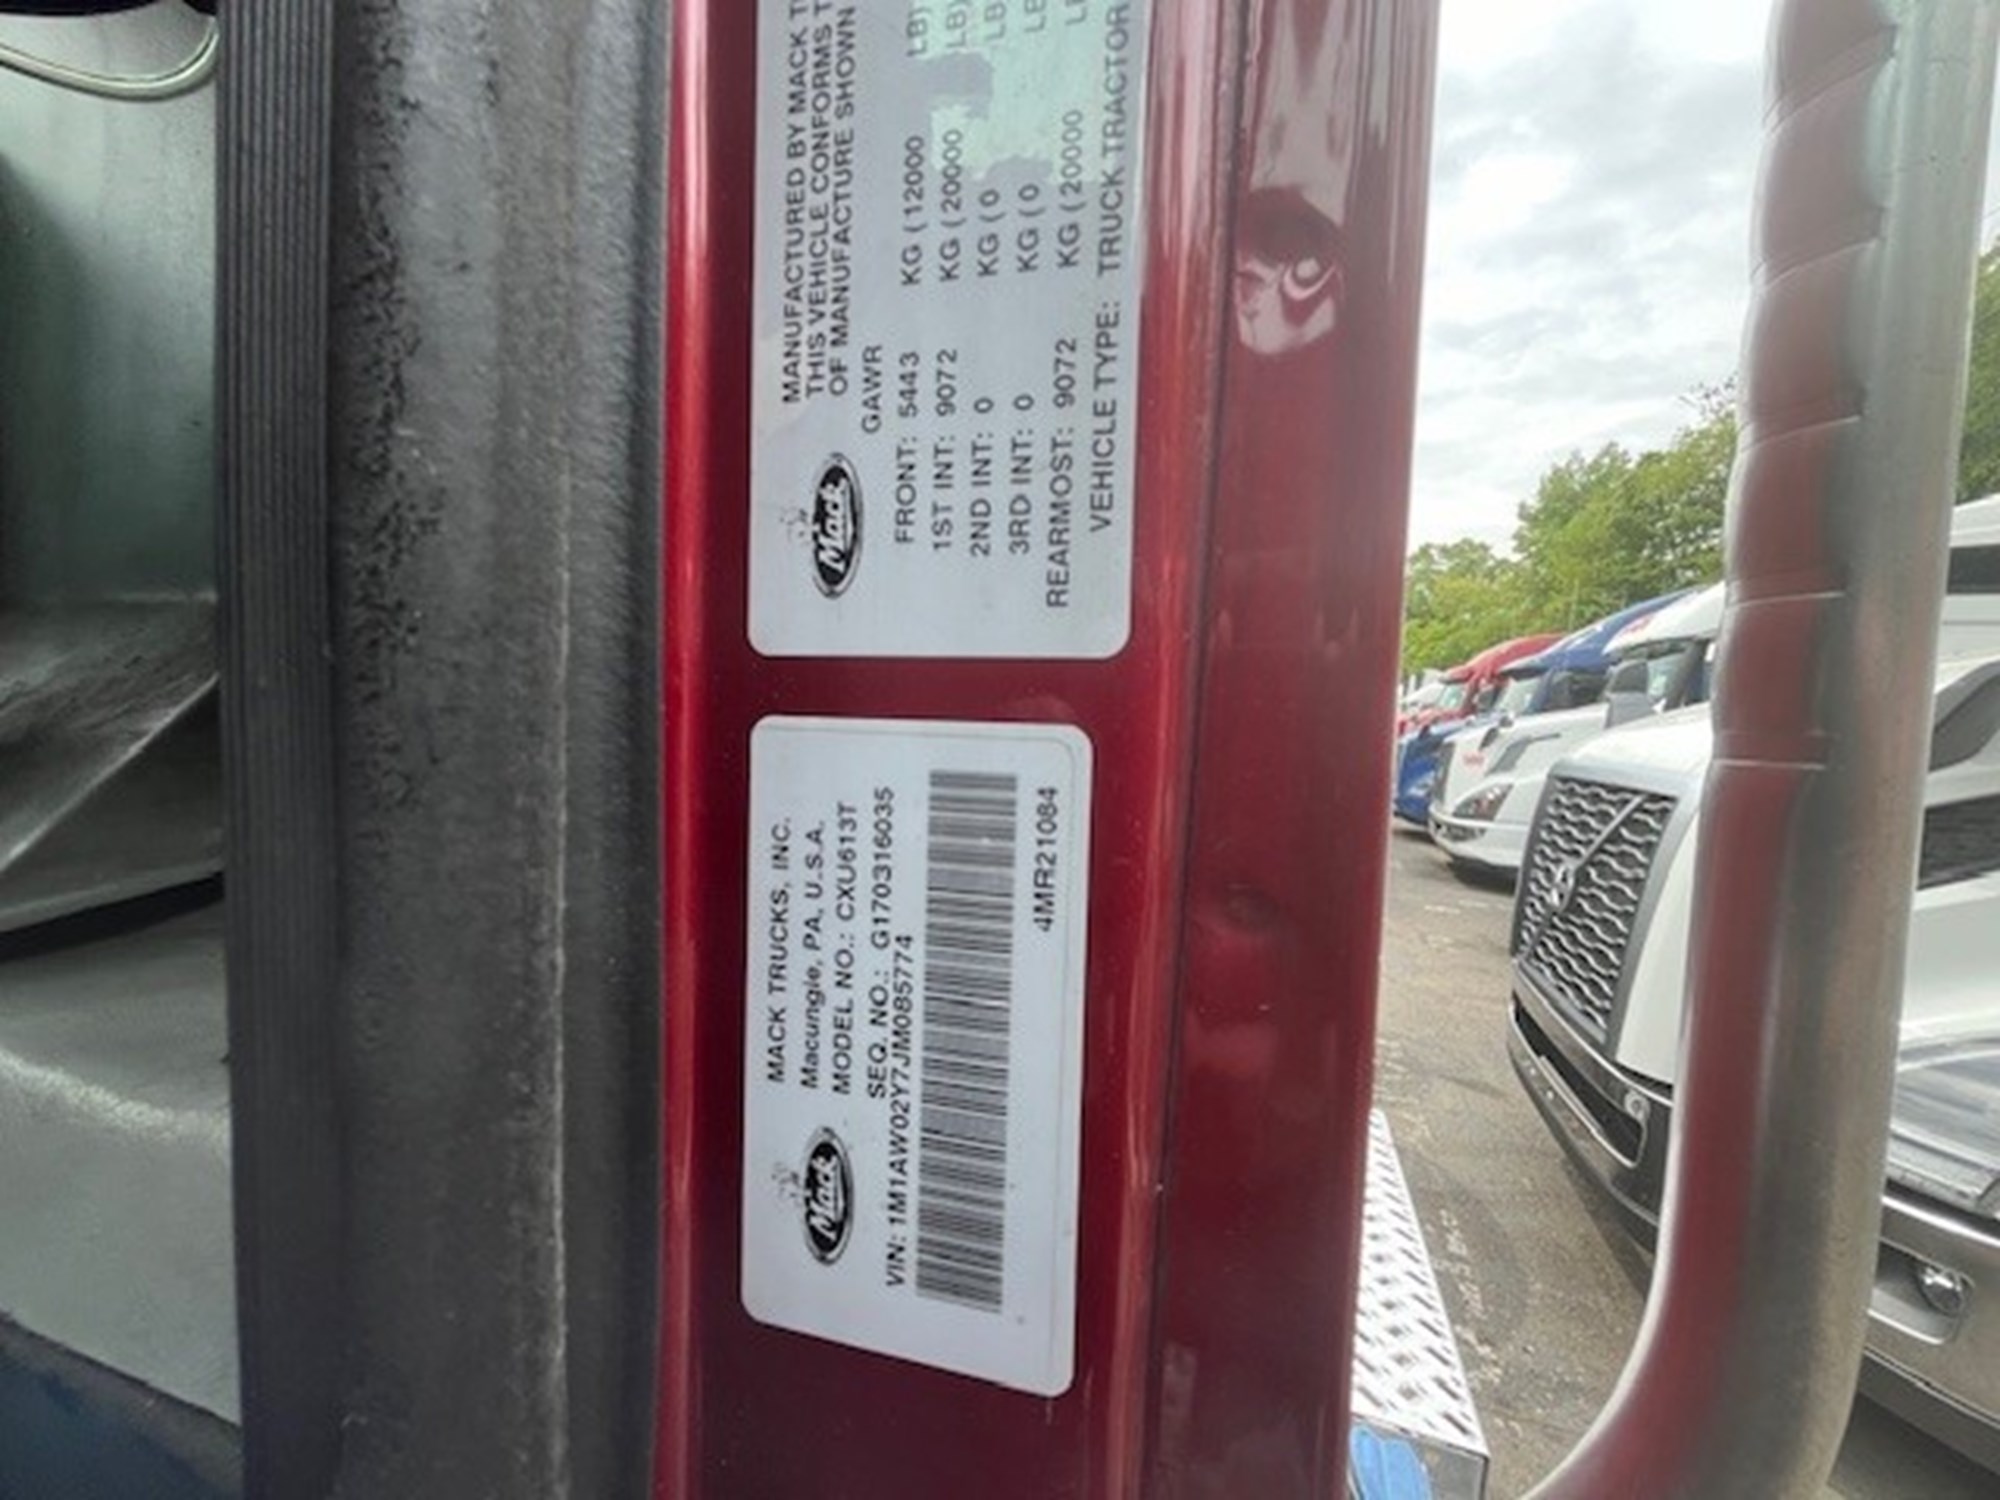 MANUFACTURED BY MACK
THIS VEHICLE CONFORMS
OF MANUFACTURE SHOWN
GAWR
FRONT: 5443 KG (12000 LB)
1ST INT: 9072 KG (20000 LB)
2ND INT: 0 KG (0 LB
3RD INT: 0 KG (0 LB
REARMOST: 9072 KG (20000
VEHICLE TYPE: TRUCK TRACTOR
Mack
MACK TRUCKS, INC.
Macungie, PA, U.S.A.
MODEL NO.: CXU613T
SEQ. NO.: G170316035
VIN: 1M1AW02Y7JM085774
4MR21084
Mack